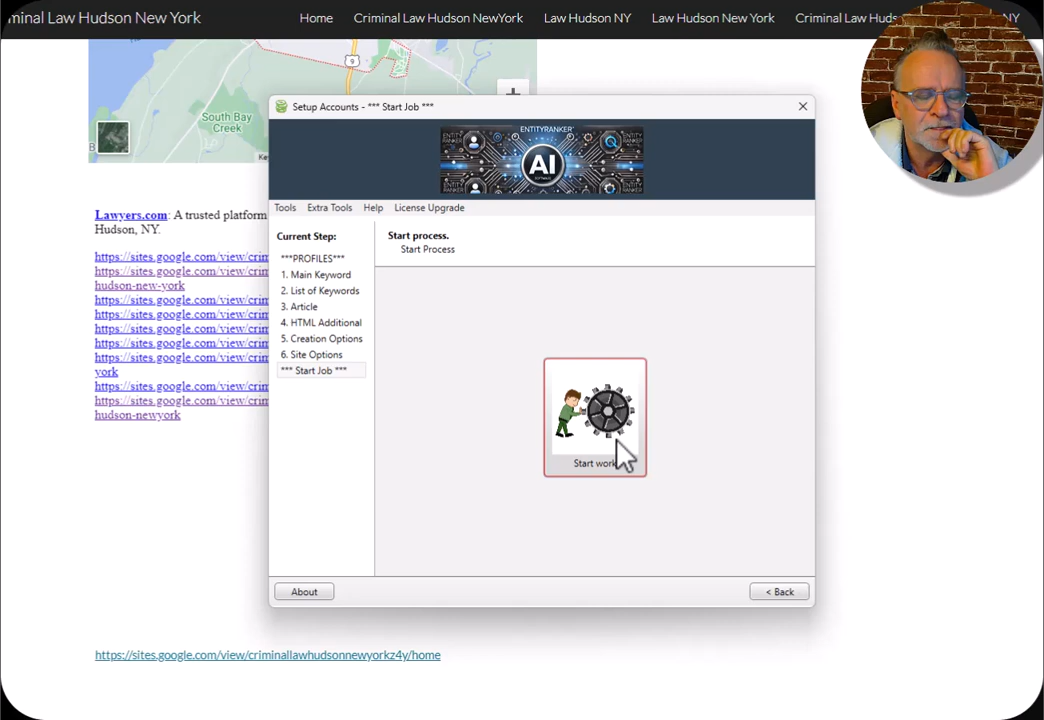 minal Law Hudson New York
Home Criminal Law Hudson NewYork Law Hudson NY Law Hudson New York Criminal Law Huds NY
9
South Bay
Creek
Ke
Setup Accounts - *** Start Job ***
ENTITYRANKER
AI
Tools Extra Tools Help License Upgrade
Current Step:
***PROFILES***
1. Main Keyword
2. List of Keywords
3. Article
4. HTML Additional
5. Creation Options
6. Site Options
*** Start Job ***
Start process.
Start Process
Start work
About
< Back
Lawyers.com: A trusted platform
Hudson, NY.
https://sites.google.com/view/crim
https://sites.google.com/view/crim
hudson-new-york
https://sites.google.com/view/crim
https://sites.google.com/view/crim
https://sites.google.com/view/crim
https://sites.google.com/view/crim
https://sites.google.com/view/crim
york
https://sites.google.com/view/crim
https://sites.google.com/view/crim
hudson-newyork
https://sites.google.com/view/criminallawhudsonnewyorkz4y/home